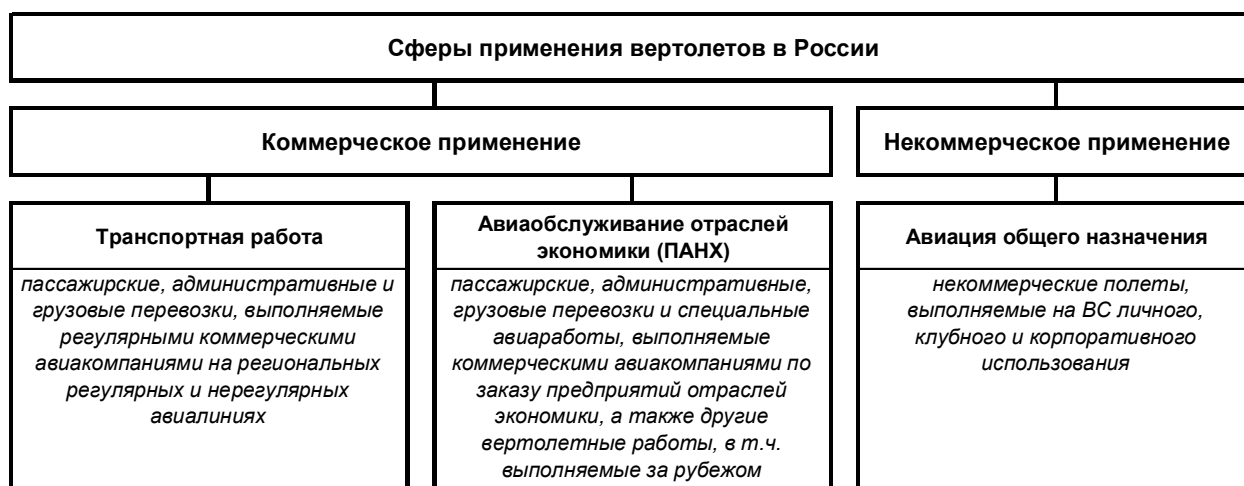 Сферы применения вертолетов в России
Коммерческое применение
Некоммерческое применение
Транспортная работа
пассажирские, административные и
грузовые перевозки, выполняемые
регулярными коммерческими
авиакомпаниями на региональных
регулярных и нерегулярных
авиалиниях
Авиаобслуживание отраслей
экономики (ПАНХ)
пассажирские, административные,
грузовые перевозки и специальные
авиаработы, выполняемые
коммерческими авиакомпаниями по
заказу предприятий отраслей
экономики, а также другие
вертолетные работы, в т.ч.
выполняемые за рубежом
Авиация общего назначения
некоммерческие полеты,
выполняемые на ВС личного,
клубного и корпоративного
использования